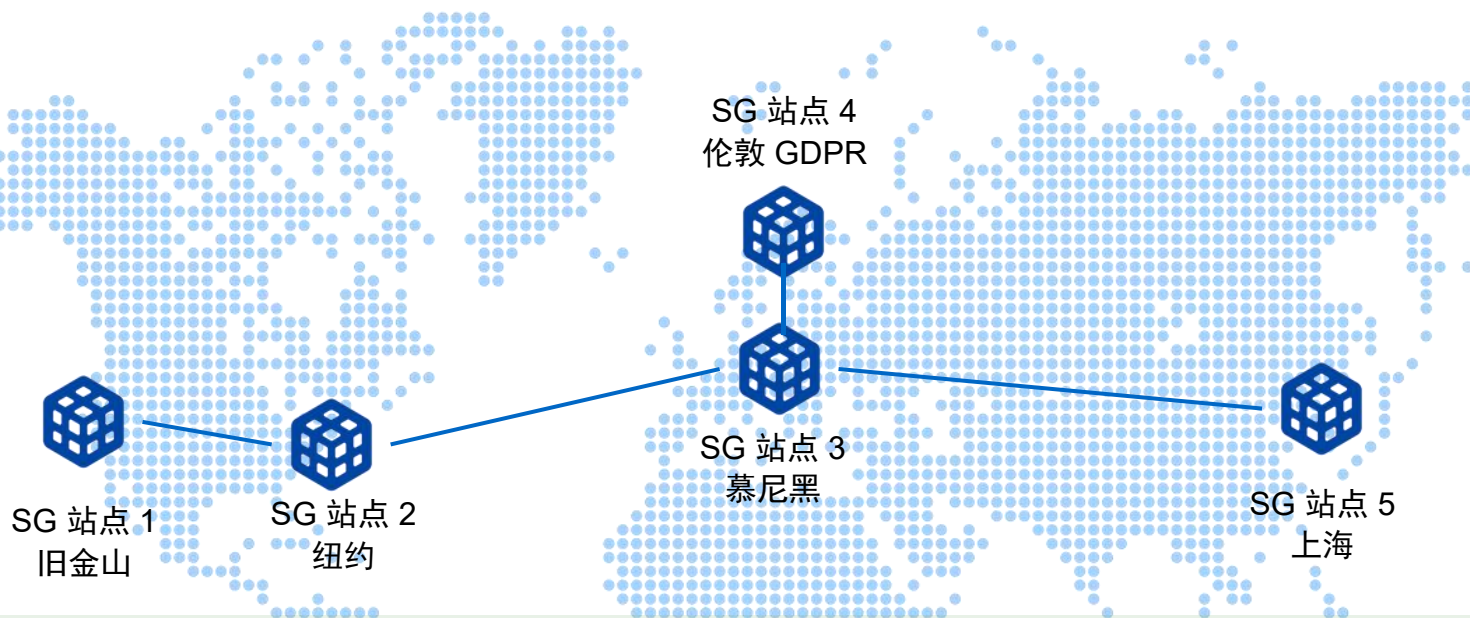 SG 站点 4
伦敦 GDPR
SG 站点 3
慕尼黑
SG 站点 1
旧金山
SG 站点 2
纽约
SG 站点 5
上海